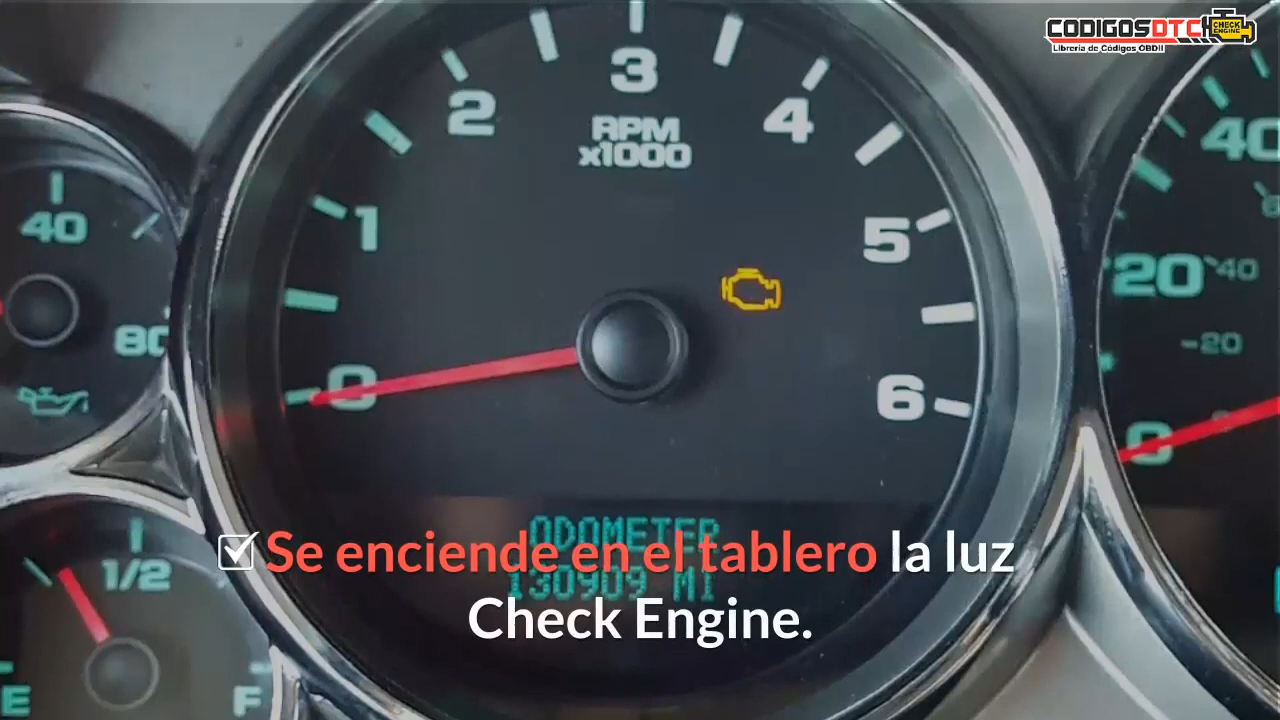 CODIGOSDTC
CHECK
ENGINE
Librería de Códigos OBDII
3
2
4
RPM
x1000
1
5
0
6
40
80
40
20
40
20
0
1/2
E
F
ODOMETER
130909 MI
☑Se enciende en el tablero la luz
Check Engine.